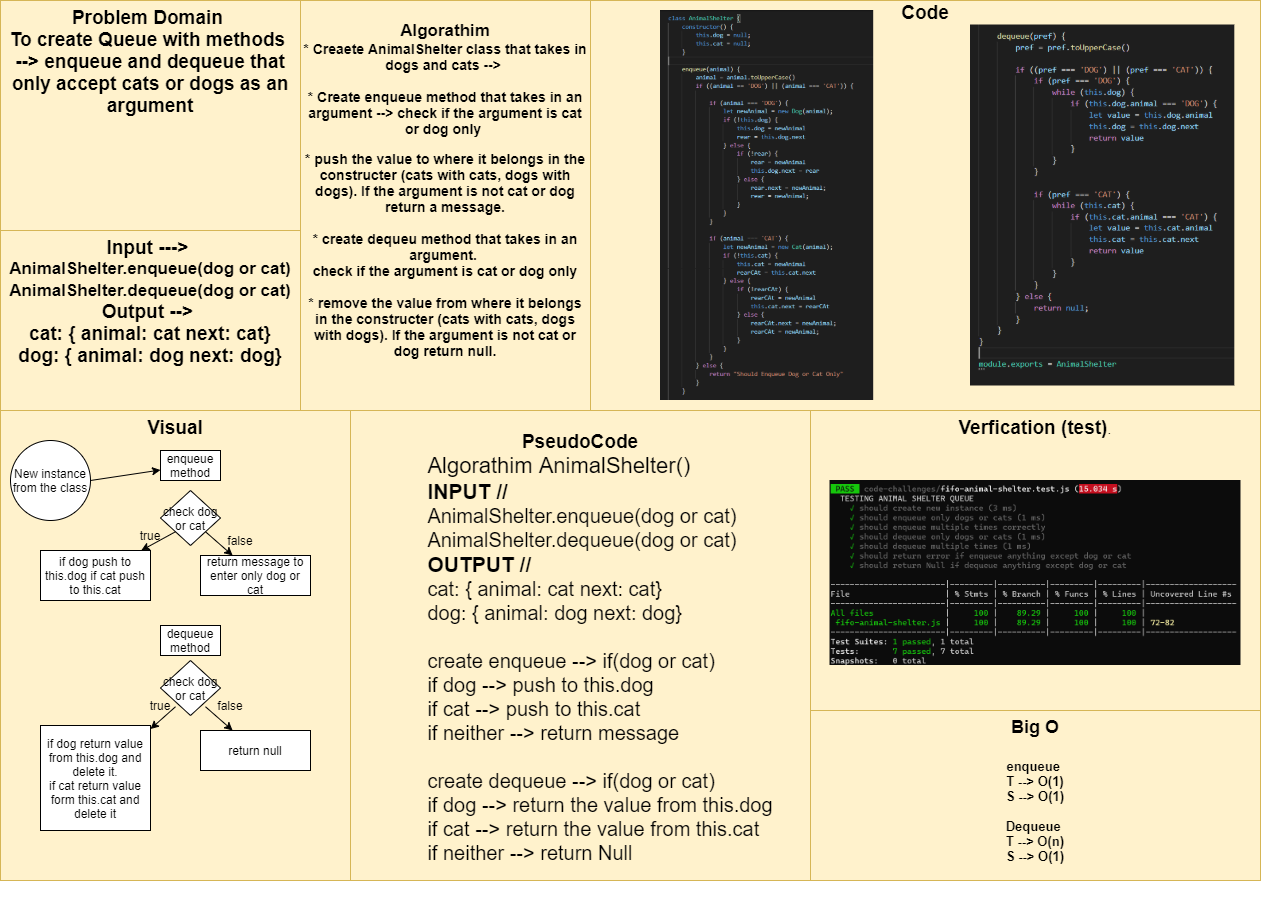 Problem Domain
To create Queue with methods
--> enqueue and dequeue that
only accept cats or dogs as an
argument
Input --->
AnimalShelter.enqueue(dog or cat)
AnimalShelter.dequeue(dog or cat)
Output -->
cat: { animal: cat next: cat}
dog: { animal: dog next: dog}
Algorathim
* Creaete AnimalShelter class that takes in
dogs and cats -->
* Create enqueue method that takes in an
argument --> check if the argument is cat
or dog only
* push the value to where it belongs in the
constructor (cats with cats, dogs with
dogs). If the argument is not cat or dog
return a message.
* create dequeu method that takes in an
argument.
check if the argument is cat or dog only
* remove the value from where it belongs
in the constructer (cats with cats, dogs
with dogs). If the argument is not cat or
dog return null.
Code
class AnimalShelter {
constructor() {
this.dog = null;
this.cat = null;
}
enqueue(animal) {
animal = animal.toUpperCase()
if ((animal == 'DOG') || (animal === 'CAT')) {
if (animal === 'DOG') {
let newAnimal = new Dog(animal);
if (!this.dog) {
this.dog = newAnimal
rear = this.dog.next
} else {
if (!rear) {
rear = newAnimal
this.dog.next = rear
} else {
rear.next = newAnimal;
rear = newAnimal;
}
}
}
if (animal === 'CAT') {
let newAnimal = new Cat(animal);
if (!this.cat) {
this.cat = newAnimal
rearCAt = this.cat.next
} else {
if (!rearCAt) {
rearCAt = newAnimal
this.cat.next = rearCAt
} else {
rearCAt.next = newAnimal;
rearCAt = newAnimal;
}
}
}
} else {
return "Should Enqueue Dog or Cat Only"
}
}
dequeue(pref) {
pref = pref.toUpperCase()
if ((pref === 'DOG') || (pref === 'CAT')) {
if (pref === 'DOG') {
while (this.dog) {
if (this.dog.animal === 'DOG') {
let value = this.dog.animal
this.dog = this.dog.next
return value
}
}
}
if (pref === 'CAT') {
while (this.cat) {
if (this.cat.animal === 'CAT') {
let value = this.cat.animal
this.cat = this.cat.next
return value
}
}
}
} else {
return null;
}
}
}
module.exports = AnimalShelter
Visual
New instance
from the class
enqueue
method
check dog
or cat
true
false
if dog push to
this.dog if cat push
to this.cat
return message to
enter only dog or
cat
dequeue
method
check dog
or cat
true
false
if dog return value
from this.dog and
delete it.
if cat return value
form this.cat and
delete it
return null
PseudoCode
Algorathim AnimalShelter()
INPUT //
AnimalShelter.enqueue(dog or cat)
AnimalShelter.dequeue(dog or cat)
OUTPUT //
cat: { animal: cat next: cat}
dog: { animal: dog next: dog}
create enqueue --> if(dog or cat)
if dog --> push to this.dog
if cat --> push to this.cat
if neither --> return message
create dequeue --> if(dog or cat)
if dog --> return the value from this.dog
if cat --> return the value from this.cat
if neither --> return Null
Verfication (test).
PASS code-challenges/fifo-animal-shelter.test.js (15.034 s)
TESTING ANIMAL SHELTER QUEUE
√ should create new instance (3 ms)
√ should enqueue only dogs or cats (1 ms)
√ should enqueue multiple times correctly
√ should dequeue only dogs or cats (1 ms)
√ should dequeue multiple times (1 ms)
√ should return error if enqueue anything except dog or cat
√ should return Null if dequeue anything except dog or cat
File | % Stmts | % Branch | % Funcs | % Lines | Uncovered Line #s
All files | 100 | 89.29 | 100 | 100 |
fifo-animal-shelter.js | 100 | 89.29 | 100 | 100 | 72-82
Test Suites: 1 passed, 1 total
Tests: 7 passed, 7 total
Snapshots: 0 total
Big O
enqueue
T --> O(1)
S --> O(1)
Dequeue
T --> O(n)
S --> O(1)